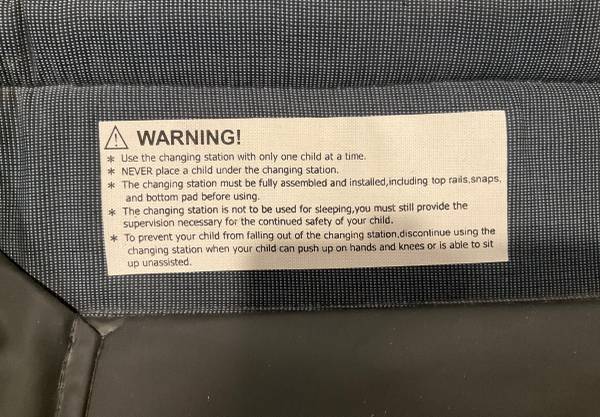 WARNING!
* Use the changing station with only one child at a time.
* NEVER place a child under the changing station.
* The changing station must be fully assembled and installed,including top rails,snaps,
and bottom pad before using.
* The changing station is not to be used for sleeping,you must still provide the
supervision necessary for the continued safety of your child.
* To prevent your child from falling out of the changing station,discontinue using the
changing station when your child can push up on hands and knees or is able to sit
up unassisted.